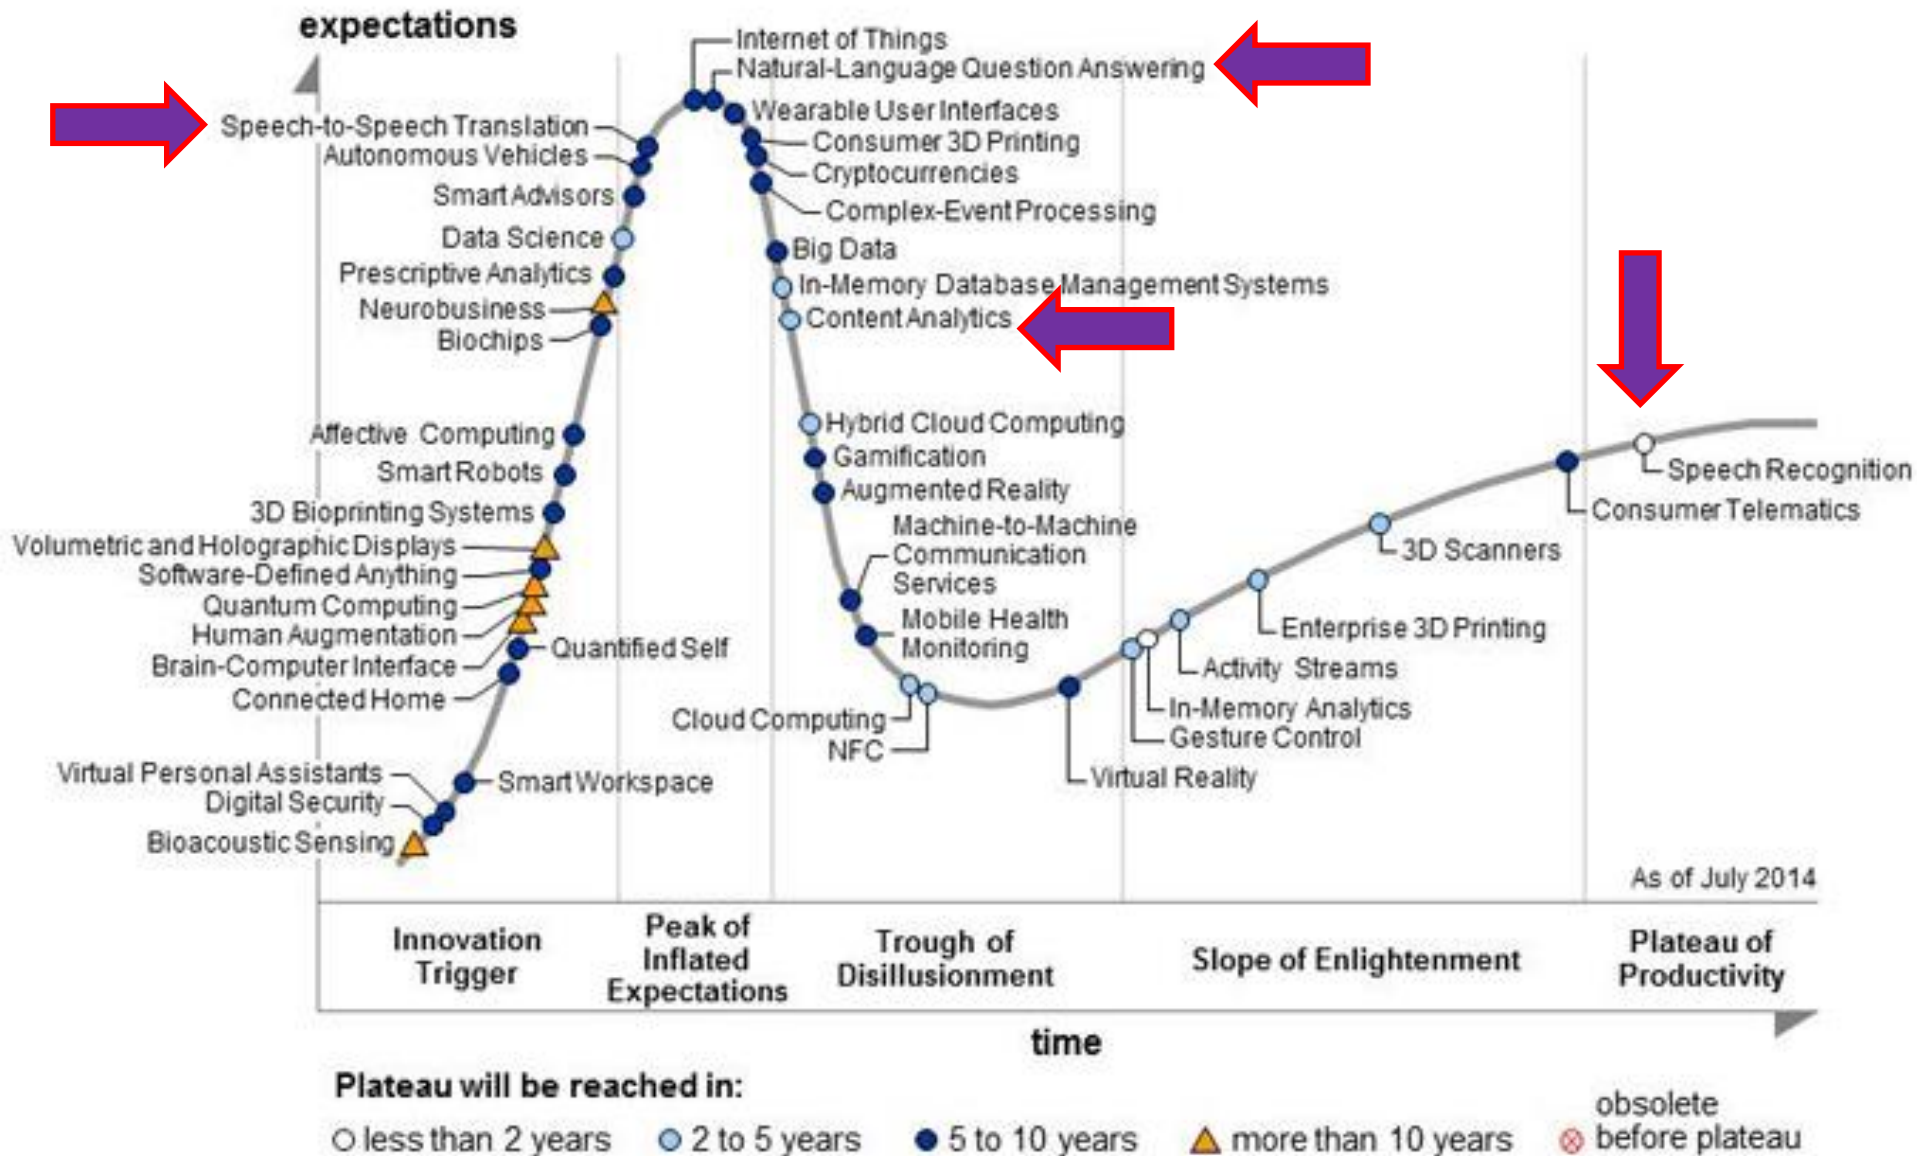 expectations
Internet of Things
Natural-Language Question Answering
Wearable User Interfaces
Speech-to-Speech Translation
Consumer 3D Printing
Autonomous Vehicles
Cryptocurrencies
Smart Advisors
Complex-Event Processing
Data Science
Big Data
Prescriptive Analytics
In-Memory Database Management Systems
Neurobusiness
Content Analytics
Biochips
Hybrid Cloud Computing
Affective Computing
Gamification
Smart Robots
Speech Recognition
Augmented Reality
3D Bioprinting Systems
Consumer Telematics
Machine-to-Machine
Communication
Services
Volumetric and Holographic Displays
3D Scanners
Software-Defined Anything
Quantum Computing
Mobile Health
Monitoring
Human Augmentation
Enterprise 3D Printing
Quantified Self
Brain-Computer Interface
Activity Streams
Connected Home
In-Memory Analytics
Cloud Computing
Gesture Control
NFC
Virtual Reality
Virtual Personal Assistants
Smart Workspace
Digital Security
Bioacoustic Sensing
As of July 2014
Innovation
Trigger
Peak of
Inflated
Expectations
Trough of
Disillusionment
Slope of Enlightenment
Plateau of
Productivity
time
Plateau will be reached in:
less than 2 years
2 to 5 years
5 to 10 years
more than 10 years
obsolete
before plateau